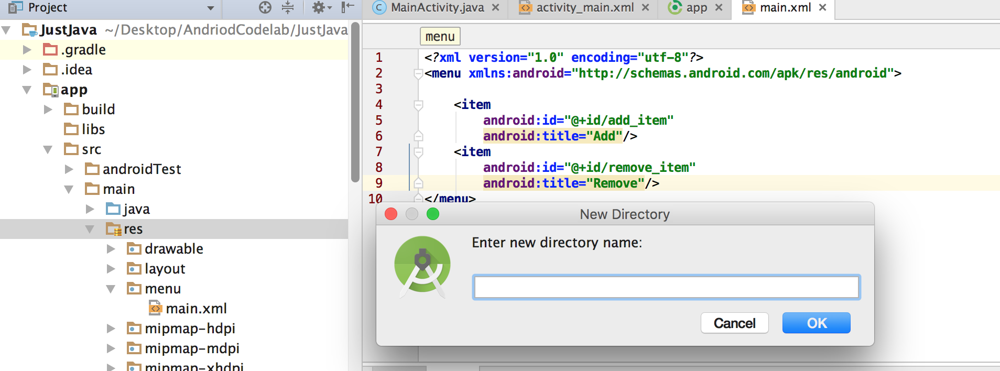 Project
JustJava ~/Desktop/AndriodCodelab/JustJava
.gradle
.idea
app
build
libs
src
androidTest
main
java
res
drawable
layout
menu
main.xml
mipmap-hdpi
mipmap-mdpi
mipmap-xhdpi
C MainActivity.java
activity_main.xml
app
main.xml
menu
1 <?xml version="1.0" encoding="utf-8"?>
2 <menu xmlns:android="http://schemas.android.com/apk/res/android">
3
4 <item
5 android:id="@+id/add_item"
6 android:title="Add"/>
7 <item
8 android:id="@+id/remove_item"
9 android:title="Remove"/>
10 </menu>
New Directory
Enter new directory name:
Cancel
OK